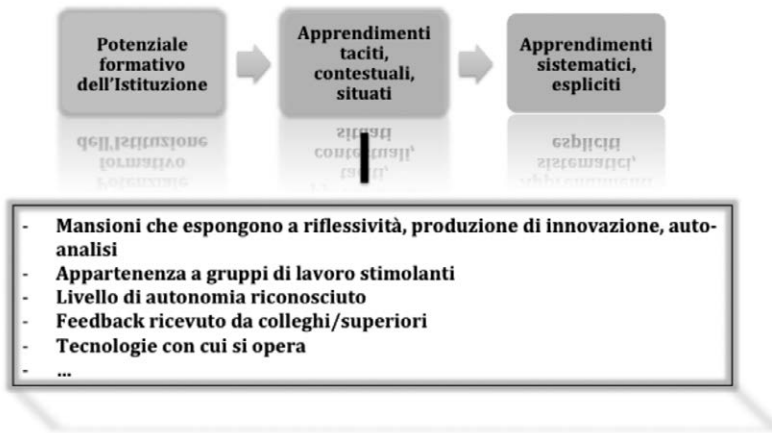 Potenziale
formativo
dell'Istituzione
Apprendimenti
taciti,
contestuali,
situati
Apprendimenti
sistematici,
espliciti
- Mansioni che espongono a riflessività, produzione di innovazione, auto-
analisi
- Appartenenza a gruppi di lavoro stimolanti
- Livello di autonomia riconosciuto
- Feedback ricevuto da colleghi/superiori
- Tecnologie con cui si opera
- ...